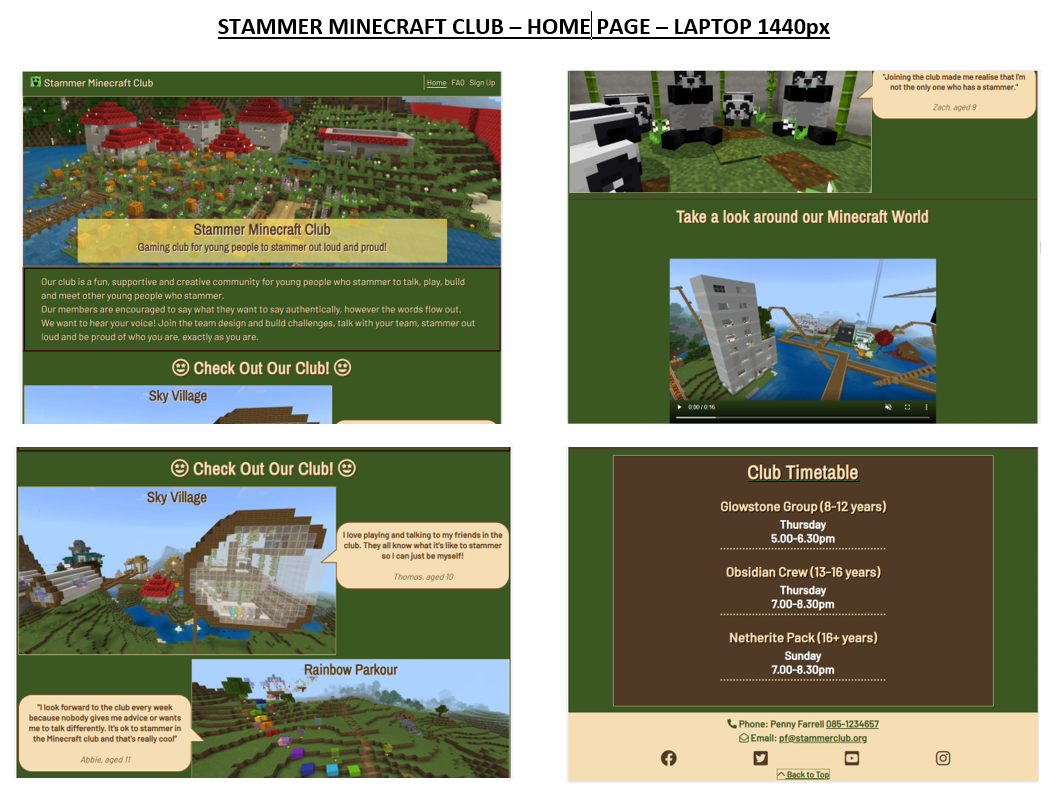 STAMMER MINECRAFT CLUB – HOME PAGE – LAPTOP 1440px
Stammer Minecraft Club
Home FAQ Sign Up
Stammer Minecraft Club
Gaming club for young people to stammer out loud and proud!
Our club is a fun, supportive and creative community for young people who stammer to talk, play, build
and meet other young people who stammer.
Our members are encouraged to say what they want to say authentically, however the words flow out.
We want to hear your voice! Join the team design and build challenges, talk with your team, stammer out
loud and be proud of who you are, exactly as you are.
Check Out Our Club!
Sky Village
"Joining the club made me realise that I'm
not the only one who has a stammer."
Zach, aged 9
Take a look around our Minecraft World
0:00 / 0:16
Check Out Our Club!
Sky Village
I love playing and talking to my friends in the
club. They all know what it's like to stammer
so I can just be myself!
Thomas, aged 10
Rainbow Parkour
"I look forward to the club every week
because nobody gives me advice or wants
me to talk differently. It's ok to stammer in
the Minecraft club and that's really cool"
Abbie, aged 11
Club Timetable
Glowstone Group (8-12 years)
Thursday
5.00-6.30pm
Obsidian Crew (13-16 years)
Thursday
7.00-8.30pm
Netherite Pack (16+ years)
Sunday
7.00-8.30pm
Phone: Penny Farrell 085-1234657
Email: pf@stammerclub.org
Back to Top